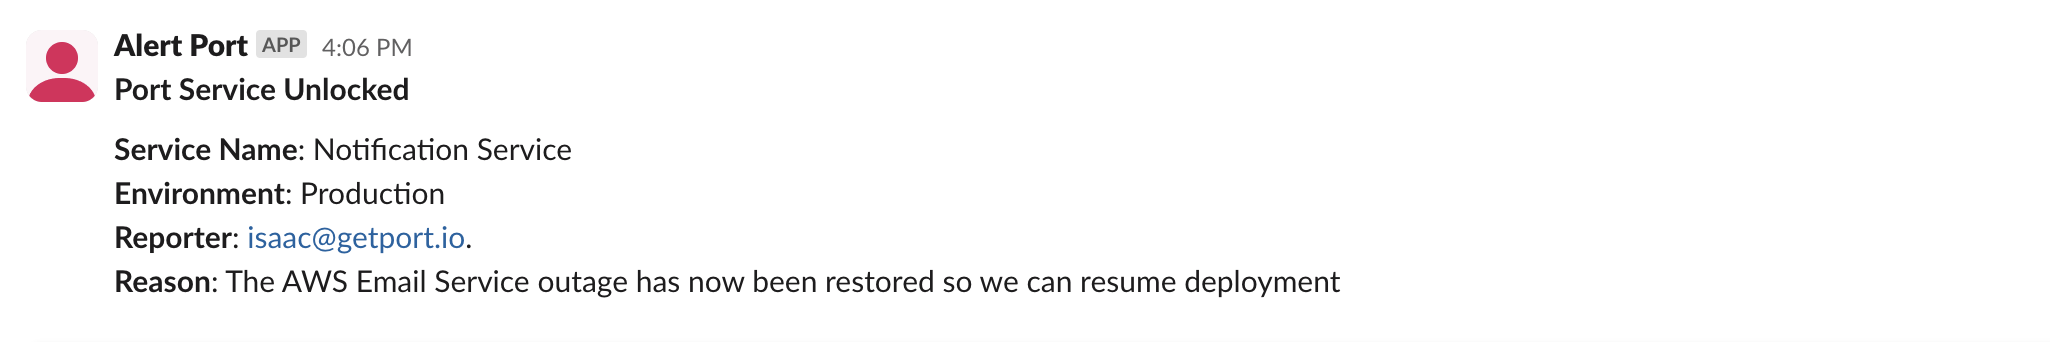 Alert Port APP 4:06 PM
Port Service Unlocked
Service Name: Notification Service
Environment: Production
Reporter: isaac@getport.io.
Reason: The AWS Email Service outage has now been restored so we can resume deployment